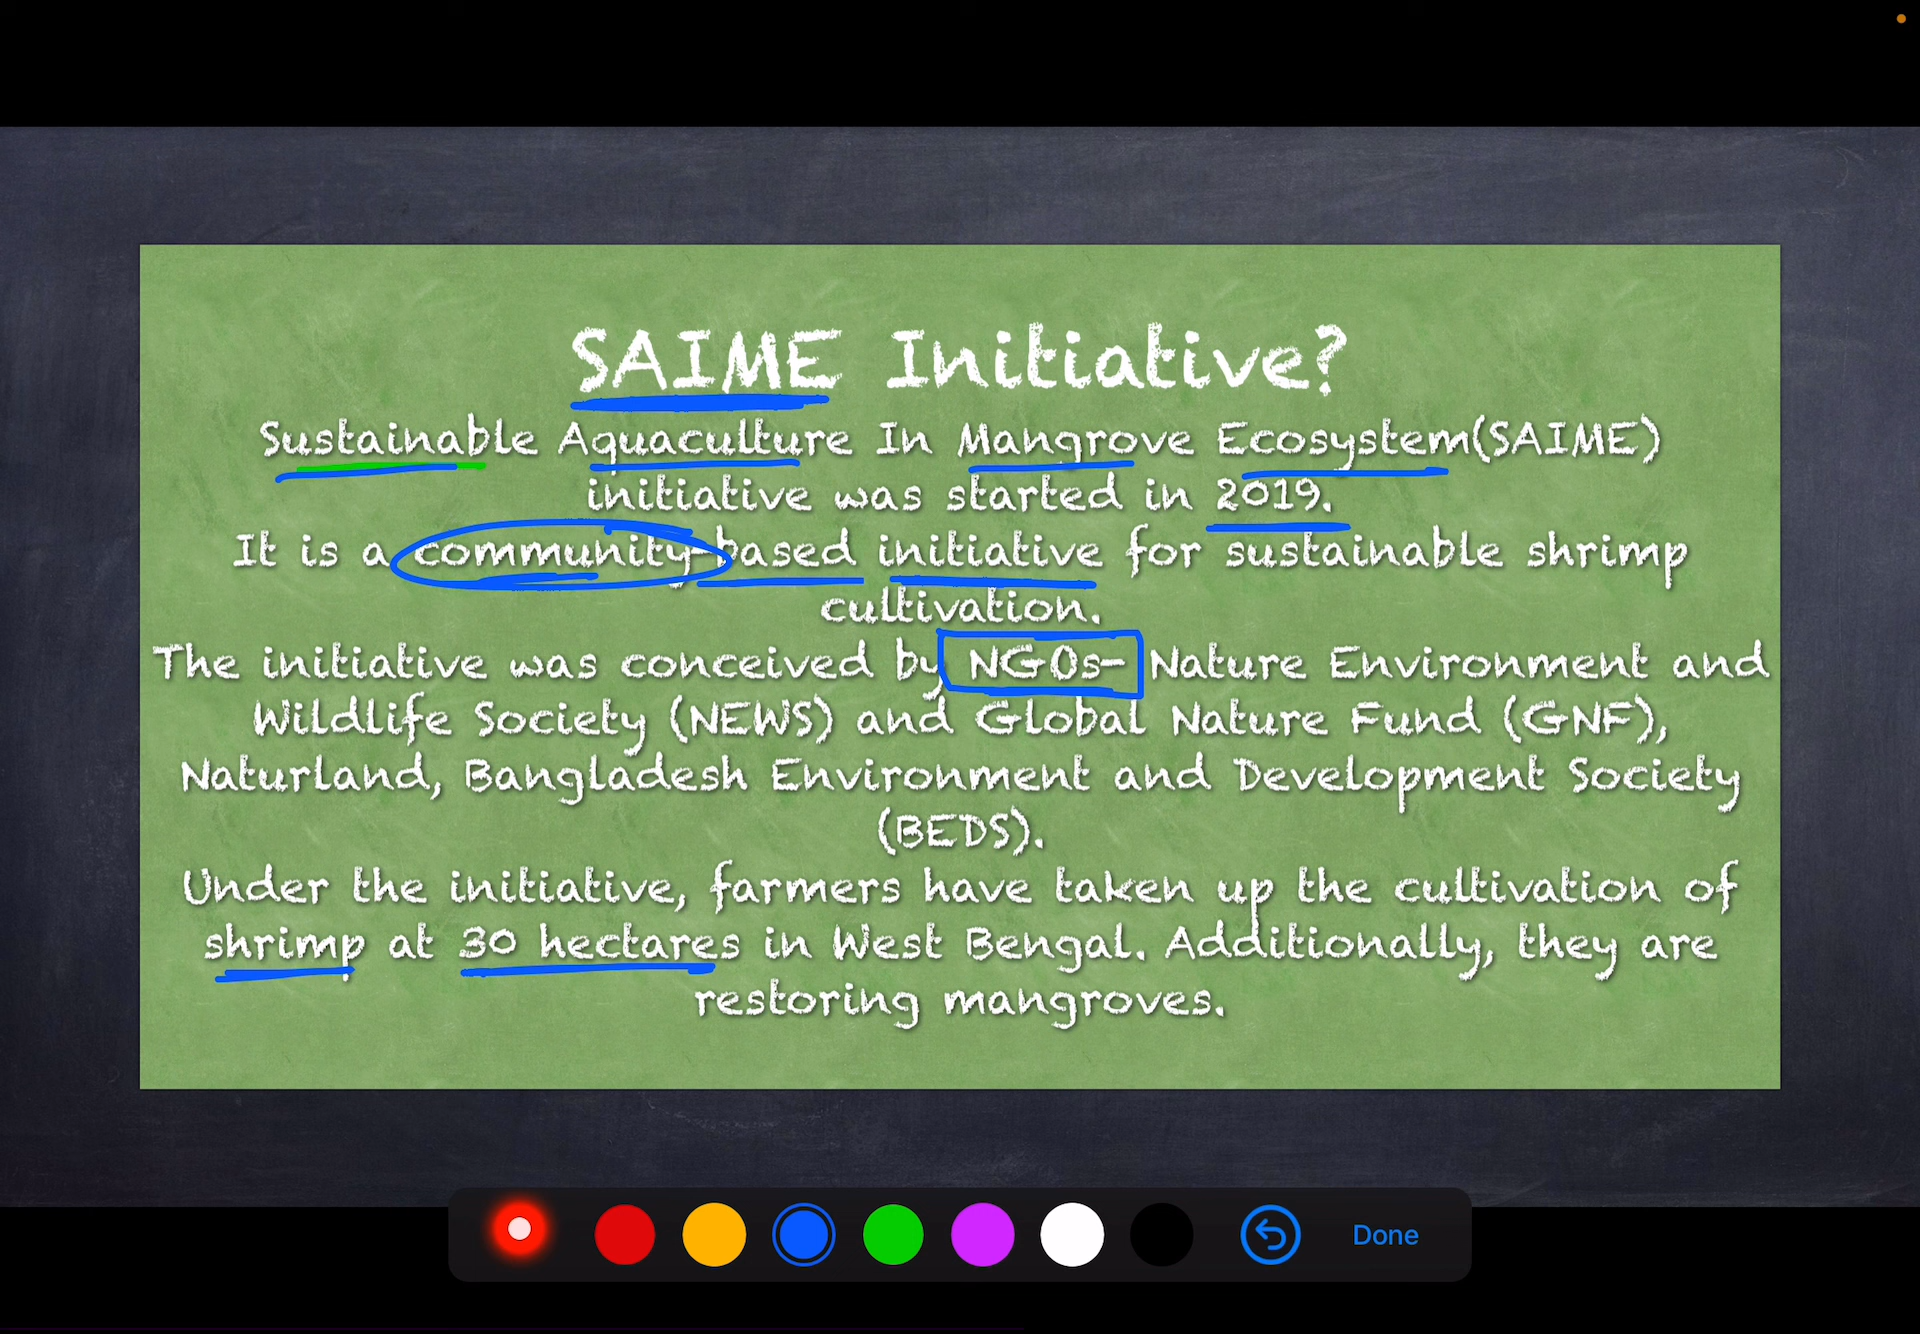 SAIME Initiative?
Sustainable Aquaculture In Mangrove Ecosystem(SAIME)
initiative was started in 2019.
It is a community-based initiative for sustainable shrimp
cultivation.
The initiative was conceived by NGOs- Nature Environment and
Wildlife Society (NEWS) and Global Nature Fund (GNF),
Naturland, Bangladesh Environment and Development Society
(BEDS).
Under the initiative, farmers have taken up the cultivation of
shrimp at 30 hectares in West Bengal. Additionally, they are
restoring mangroves.
Done